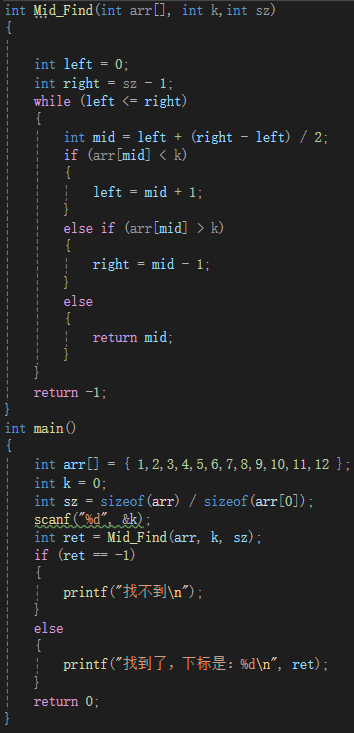 int Mid_Find(int arr[], int k,int sz)
{
int left = 0;
int right = sz - 1;
while (left <= right)
{
int mid = left + (right - left) / 2;
if (arr[mid] < k)
{
left = mid + 1;
}
else if (arr[mid] > k)
{
right = mid - 1;
}
else
{
return mid;
}
}
return -1;
}
int main()
{
int arr[] = { 1,2,3,4,5,6,7,8,9,10,11,12 };
int k = 0;
int sz = sizeof(arr) / sizeof(arr[0]);
scanf("%d", &k);
int ret = Mid_Find(arr, k, sz);
if (ret == -1)
{
printf("找不到\n");
}
else
{
printf("找到了，下标是：%d\n", ret);
}
return 0;
}